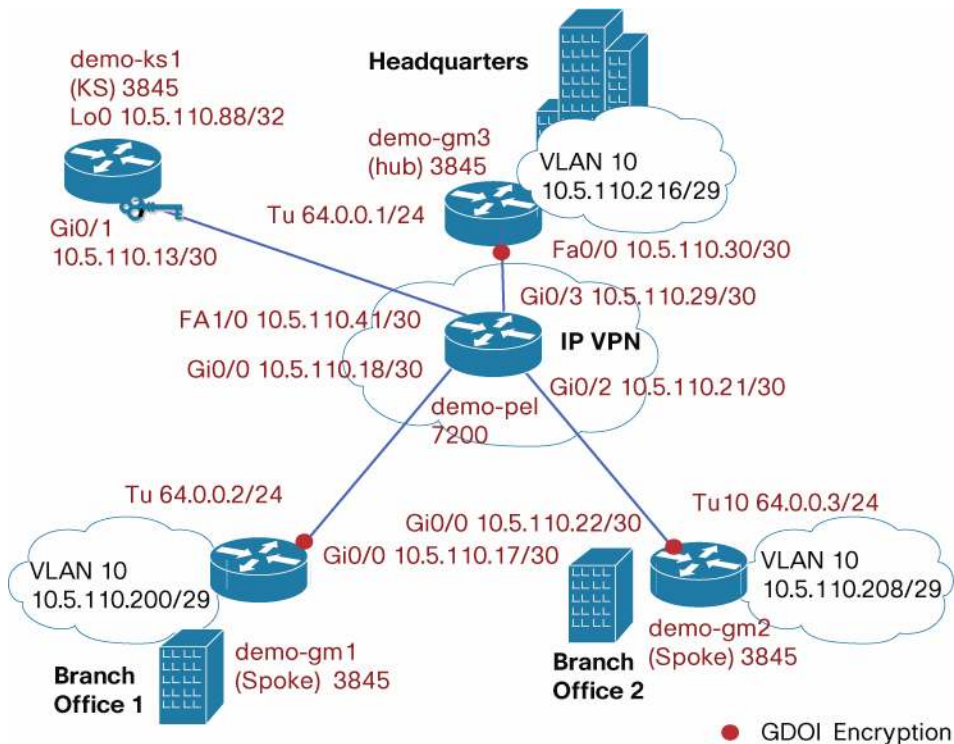 demo-ks1
(KS) 3845
Lo0 10.5.110.88/32
Headquarters
demo-gm3
(hub) 3845
VLAN 10
10.5.110.216/29
Tu 64.0.0.1/24
Gi0/1
10.5.110.13/30
Fa0/0 10.5.110.30/30
Gi0/3 10.5.110.29/30
FA1/0 10.5.110.41/30
IP VPN
Gi0/0 10.5.110.18/30
Gi0/2 10.5.110.21/30
demo-pel
7200
Tu 64.0.0.2/24
Tu10 64.0.0.3/24
Gi0/0 10.5.110.22/30
Gi0/0 10.5.110.17/30
VLAN 10
10.5.110.200/29
VLAN 10
10.5.110.208/29
demo-gm1
(Spoke) 3845
Branch
Office 1
demo-gm2
(Spoke) 3845
Branch
Office 2
GDOI Encryption